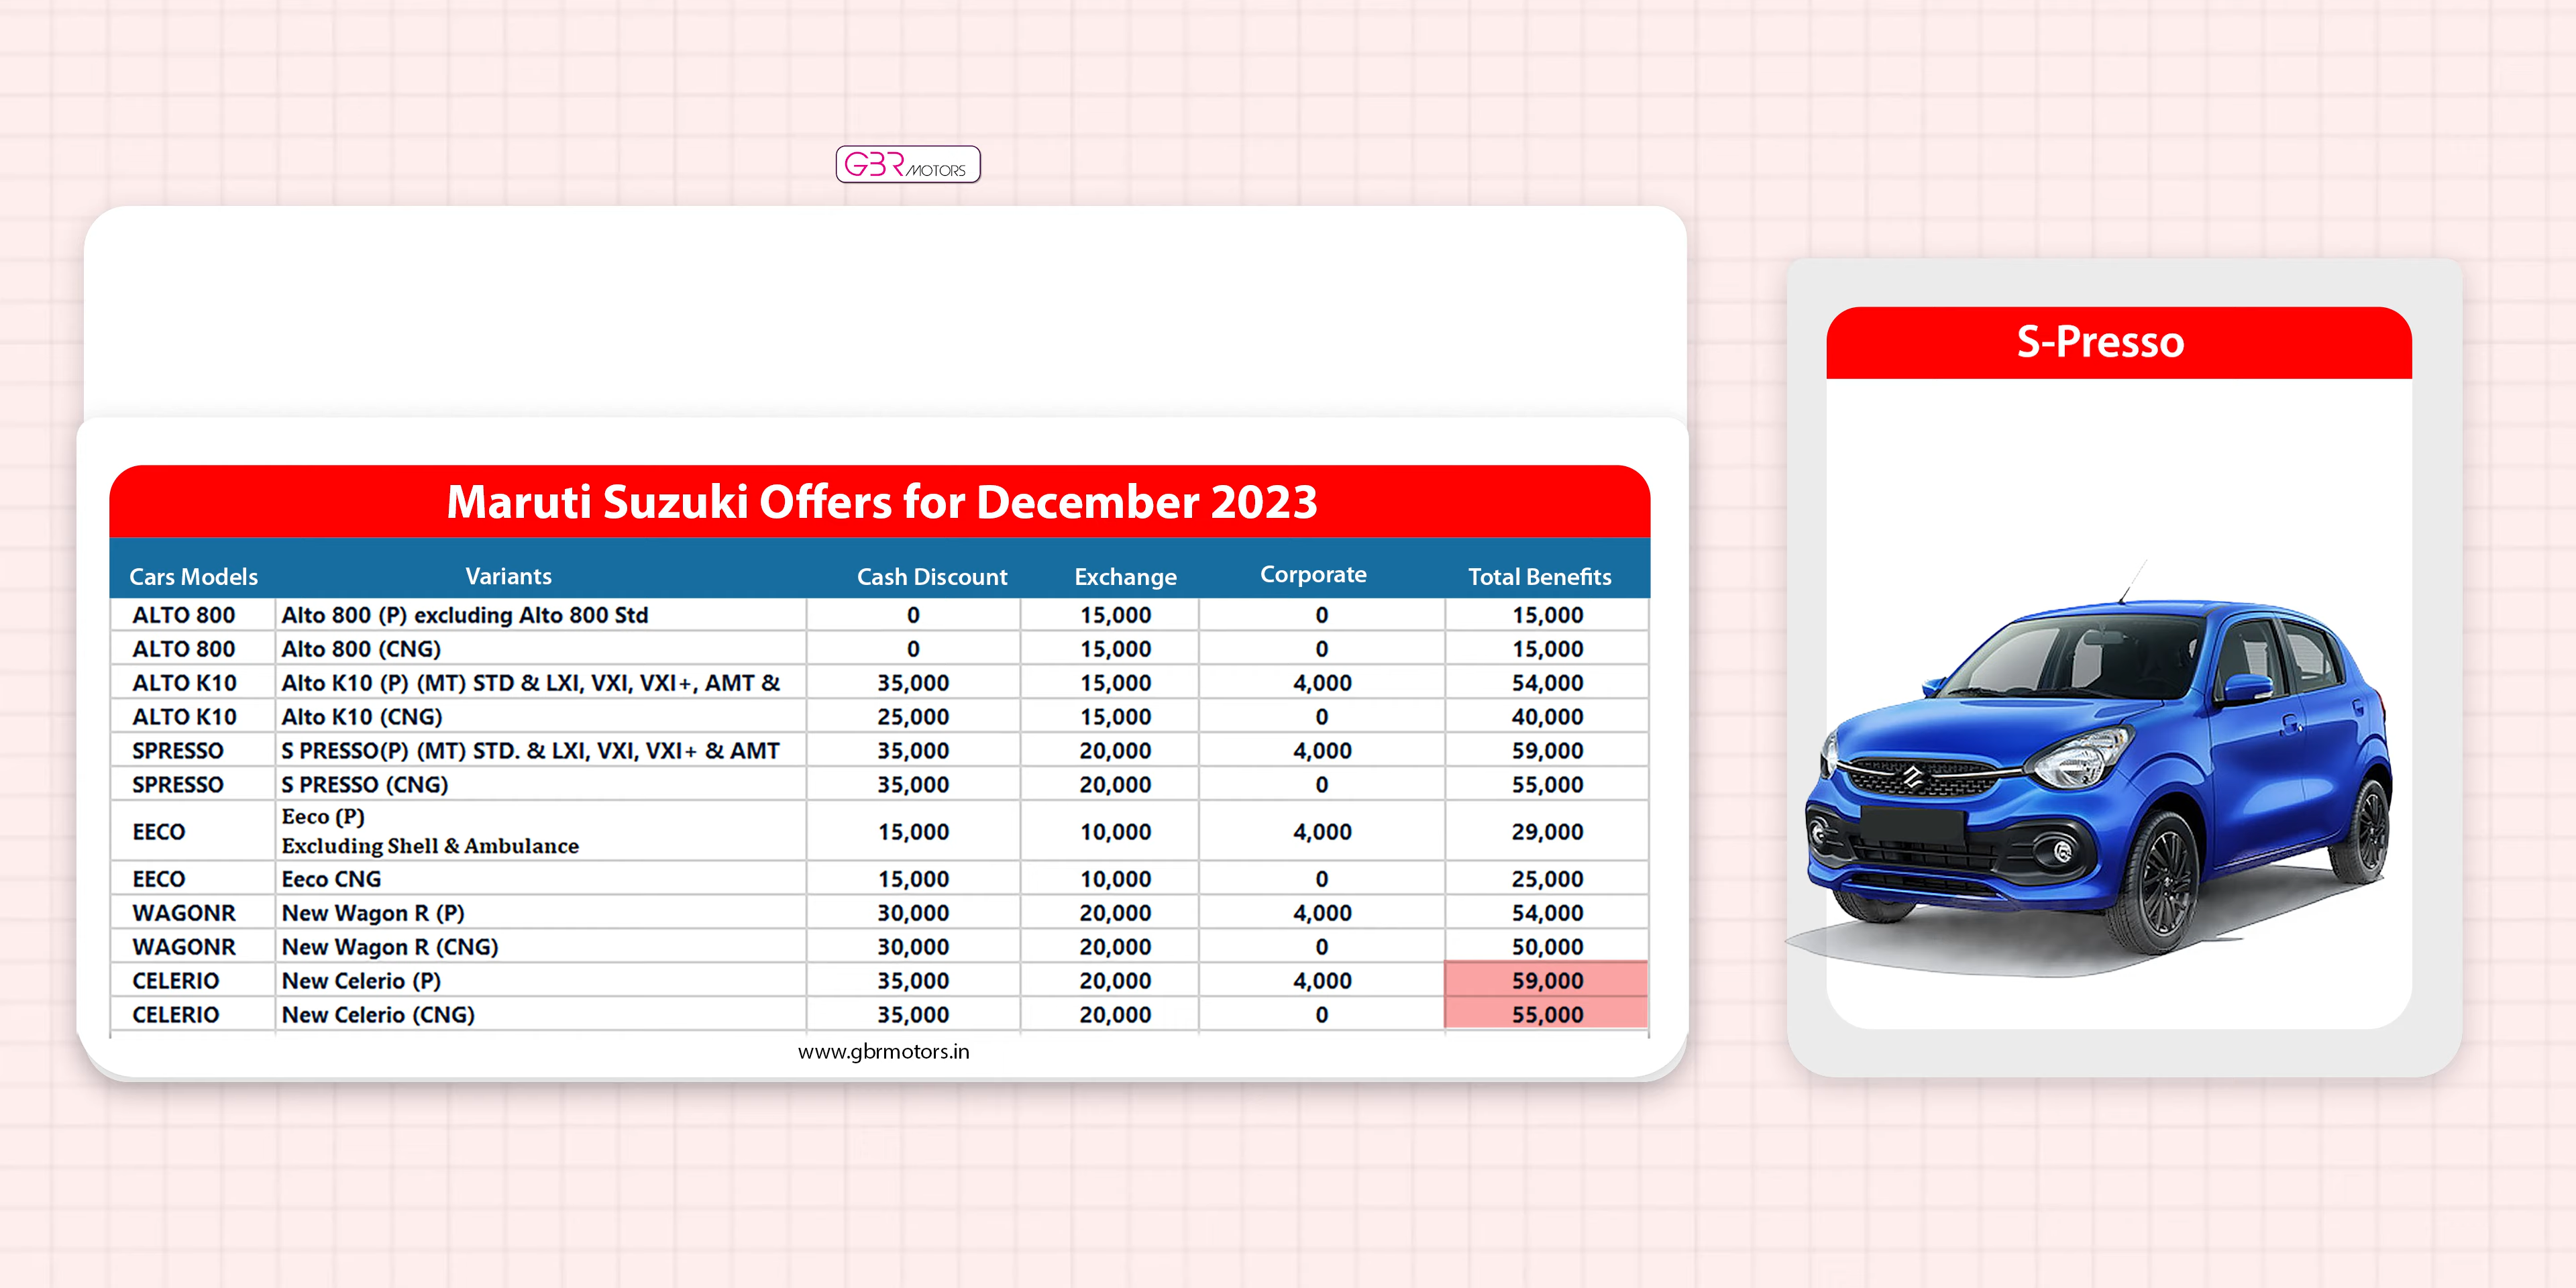 GBR MOTORS
S-Presso
Maruti Suzuki Offers for December 2023
Cars Models Variants Cash Discount Exchange Corporate Total Benefits
ALTO 800 Alto 800 (P) excluding Alto 800 Std 0 15,000 0 15,000
ALTO 800 Alto 800 (CNG) 0 15,000 0 15,000
ALTO K10 Alto K10 (P) (MT) STD & LXI, VXI, VXI+, AMT & 35,000 15,000 4,000 54,000
ALTO K10 Alto K10 (CNG) 25,000 15,000 0 40,000
SPRESSO S PRESSO(P) (MT) STD. & LXI, VXI, VXI+ & AMT 35,000 20,000 4,000 59,000
SPRESSO S PRESSO (CNG) 35,000 20,000 0 55,000
EECO Eeco (P) 15,000 10,000 4,000 29,000
Excluding Shell & Ambulance
EECO Eeco CNG 15,000 10,000 0 25,000
WAGONR New Wagon R (P) 30,000 20,000 4,000 54,000
WAGONR New Wagon R (CNG) 30,000 20,000 0 50,000
CELERIO New Celerio (P) 35,000 20,000 4,000 59,000
CELERIO New Celerio (CNG) 35,000 20,000 0 55,000
www.gbrmotors.in